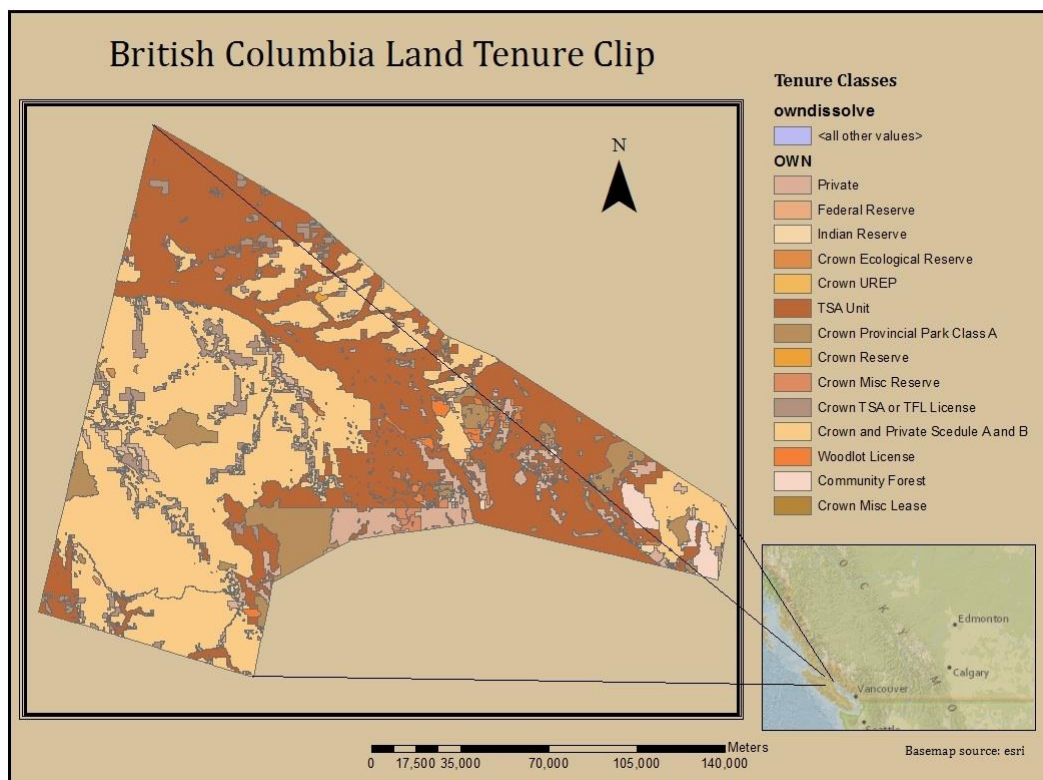 British Columbia Land Tenure Clip
N
Tenure Classes
owndissolve
<all other values>
OWN
Private
Federal Reserve
Indian Reserve
Crown Ecological Reserve
Crown UREP
TSA Unit
Crown Provincial Park Class A
Crown Reserve
Crown Misc Reserve
Crown TSA or TFL License
Crown and Private Scedule A and B
Woodlot License
Community Forest
Crown Misc Lease
ROCKY MO
Edmonton
Calgary
Vancouver
Seattle
Meters
0 17,500 35,000 70,000 105,000 140,000
Basemap source: esri